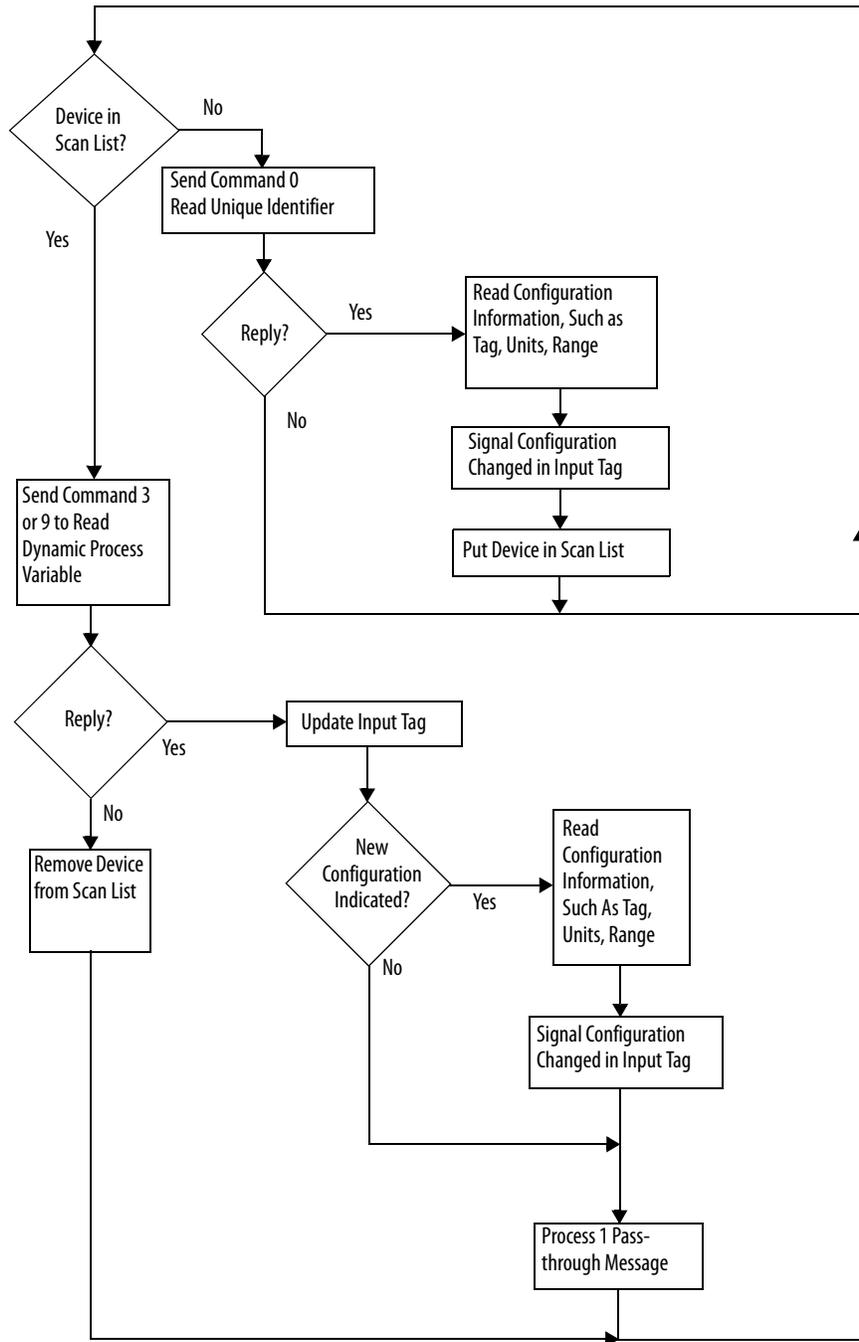 No
Device in
Scan List?
Send Command 0
Read Unique Identifier
Yes
Read Configuration
Information, Such as
Tag, Units, Range
Yes
Reply?
No
Signal Configuration
Changed in Input Tag
Send Command 3
or 9 to Read
Dynamic Process
Variable
Put Device in Scan List
Reply?
Yes
Update Input Tag
No
Remove Device
from Scan List
New
Configuration
Indicated?
Yes
Read
Configuration
Information,
Such As Tag,
Units, Range
No
Signal Configuration
Changed in Input Tag
Process 1 Pass-
through Message